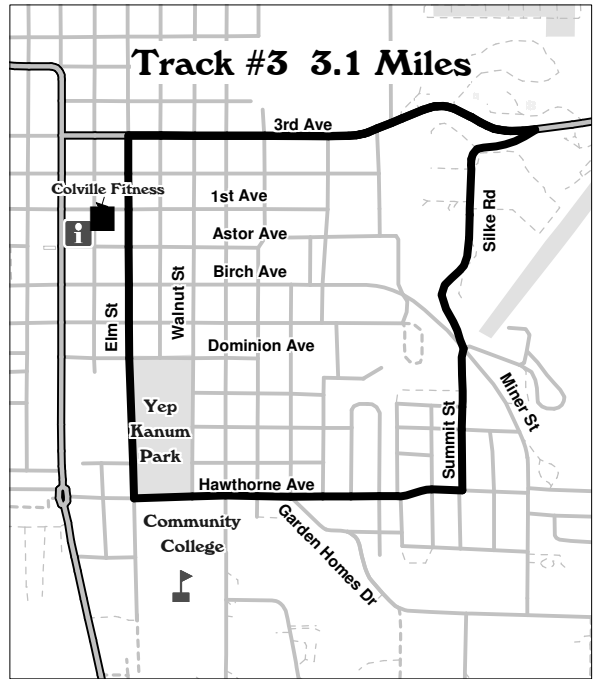 Track #3 3.1 Miles
3rd Ave
Colville Fitness
1st Ave
i
Silke Rd
Astor Ave
Birch Ave
Walnut St
Elm St
Dominion Ave
Miner St
Yep
Kanum
Park
Summit St
Hawthorne Ave
Garden Homes Dr
Community
College